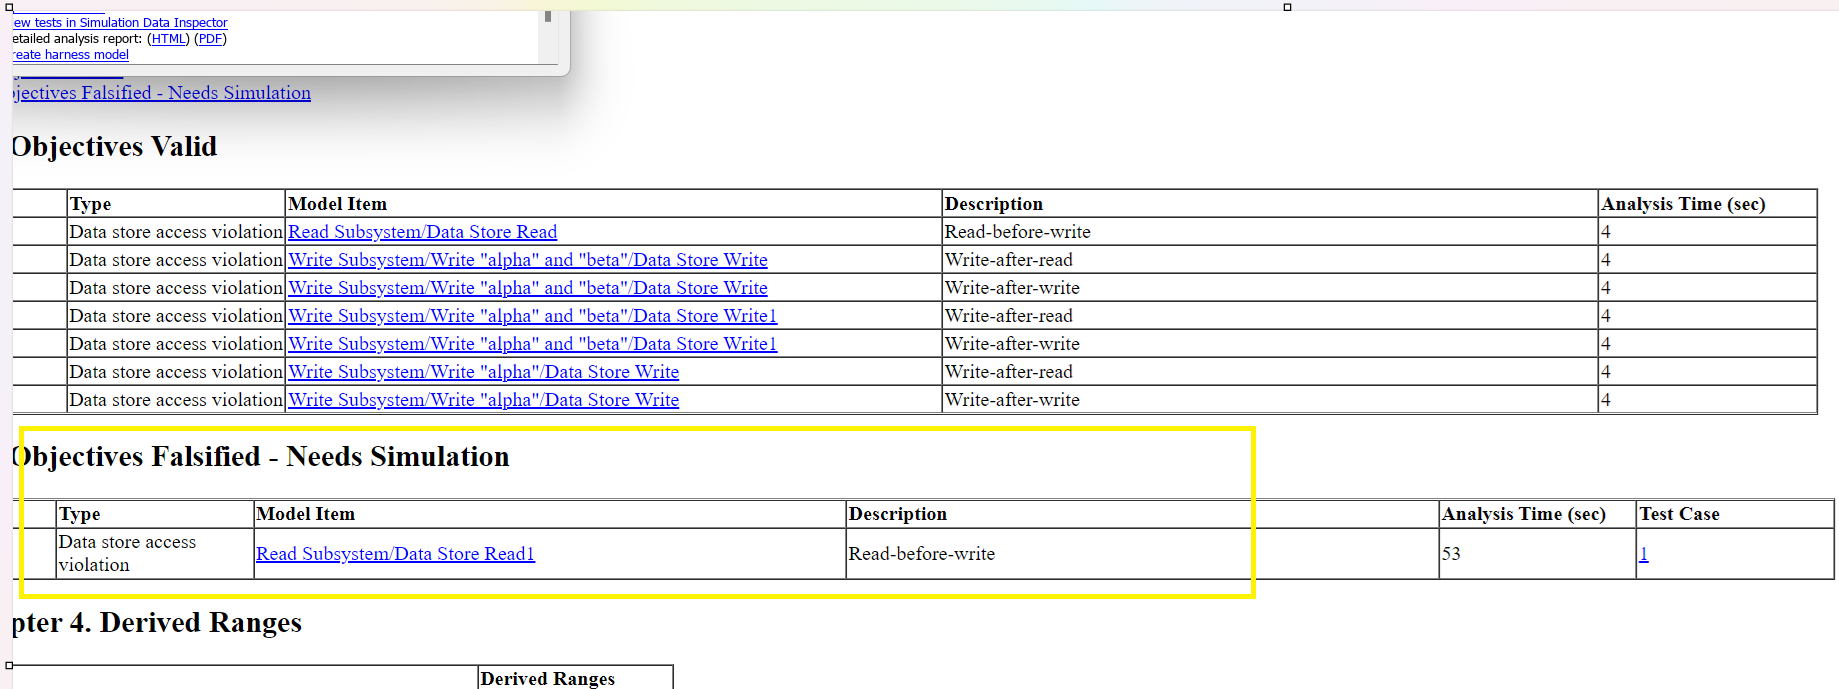 ew tests in Simulation Data Inspector
etailed analysis report: (HTML) (PDF)
reate harness model
jectives Falsified - Needs Simulation
Objectives Valid
Type Model Item Description Analysis Time (sec)
Data store access violation Read Subsystem/Data Store Read Read-before-write 4
Data store access violation Write Subsystem/Write "alpha" and "beta"/Data Store Write Write-after-read 4
Data store access violation Write Subsystem/Write "alpha" and "beta"/Data Store Write Write-after-write 4
Data store access violation Write Subsystem/Write "alpha" and "beta"/Data Store Write1 Write-after-read 4
Data store access violation Write Subsystem/Write "alpha" and "beta"/Data Store Write1 Write-after-write 4
Data store access violation Write Subsystem/Write "alpha"/Data Store Write Write-after-read 4
Data store access violation Write Subsystem/Write "alpha"/Data Store Write Write-after-write 4
Objectives Falsified - Needs Simulation
Type Model Item Description Analysis Time (sec) Test Case
Data store access
violation Read Subsystem/Data Store Read1 Read-before-write 53 1
pter 4. Derived Ranges
Derived Ranges